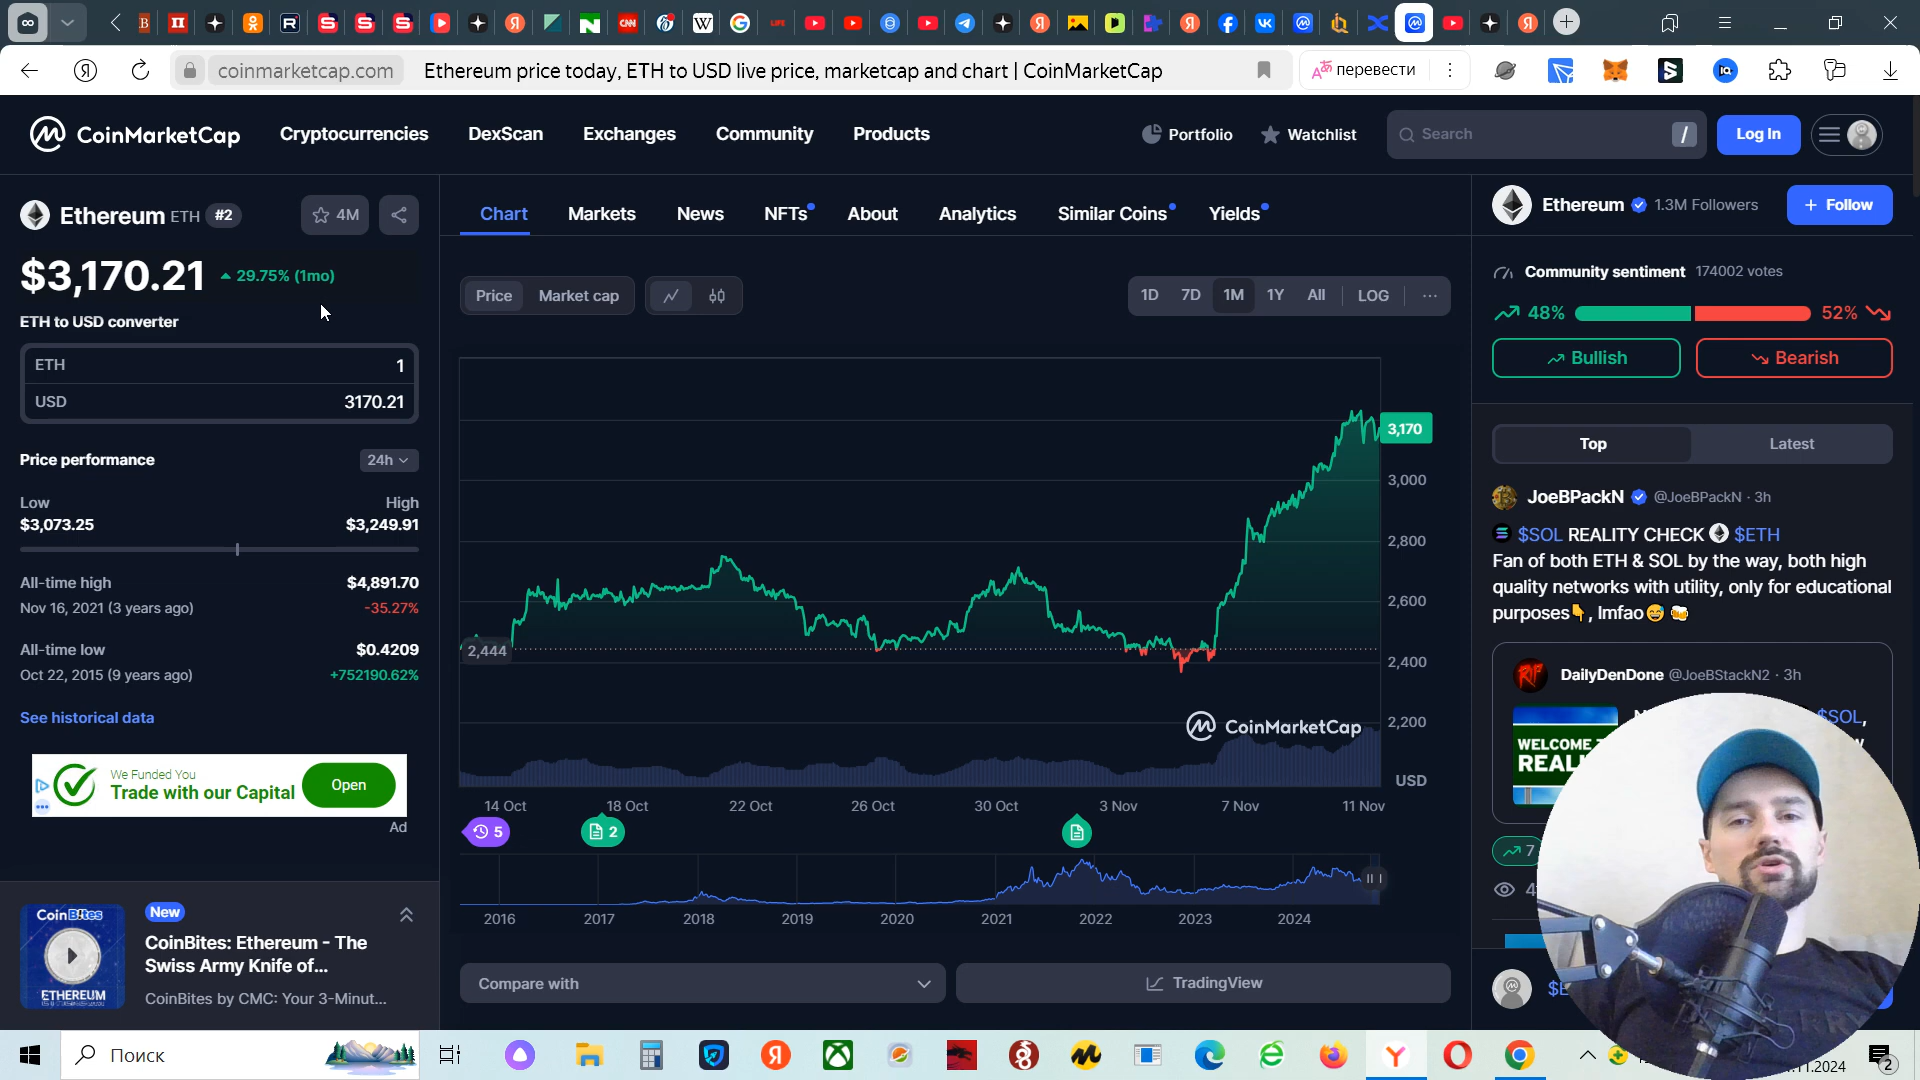 coinmarketcap.com
Ethereum price today, ETH to USD live price, marketcap and chart | CoinMarketCap
перевести
CoinMarketCap
Cryptocurrencies
DexScan
Exchanges
Community
Products
Portfolio
Watchlist
Search
/
Log In
Ethereum ETH #2
4M
$3,170.21
29.75% (1mo)
ETH to USD converter
ETH 1
USD 3170.21
Price performance
24h
Low High
$3,073.25 $3,249.91
All-time high $4,891.70
Nov 16, 2021 (3 years ago) -35.27%
All-time low $0.4209
Oct 22, 2015 (9 years ago) +752190.62%
See historical data
We Funded You
Trade with our Capital
Open
Ad
CoinBites
ETHEREUM
New
CoinBites: Ethereum - The
Swiss Army Knife of...
CoinBites by CMC: Your 3-Minut...
Chart
Markets
News
NFTs
About
Analytics
Similar Coins
Yields
Price
Market cap
1D
7D
1M
1Y
All
LOG
3,170
3,000
2,800
2,600
2,400
2,200
USD
2,444
CoinMarketCap
14 Oct
18 Oct
22 Oct
26 Oct
30 Oct
3 Nov
7 Nov
11 Nov
5
2
2016
2017
2018
2019
2020
2021
2022
2023
2024
Compare with
TradingView
Ethereum 1.3M Followers
+ Follow
Community sentiment 174002 votes
48%
52%
Bullish
Bearish
Top
Latest
JoeBPackN @JoeBPackN · 3h
$SOL REALITY CHECK $ETH
Fan of both ETH & SOL by the way, both high
quality networks with utility, only for educational
purposes👇, lmfao😅 🍻
DailyDenDone @JoeBStackN2 · 3h
$SOL,
WELCOME
REAL
7
Поиск
11.2024
2